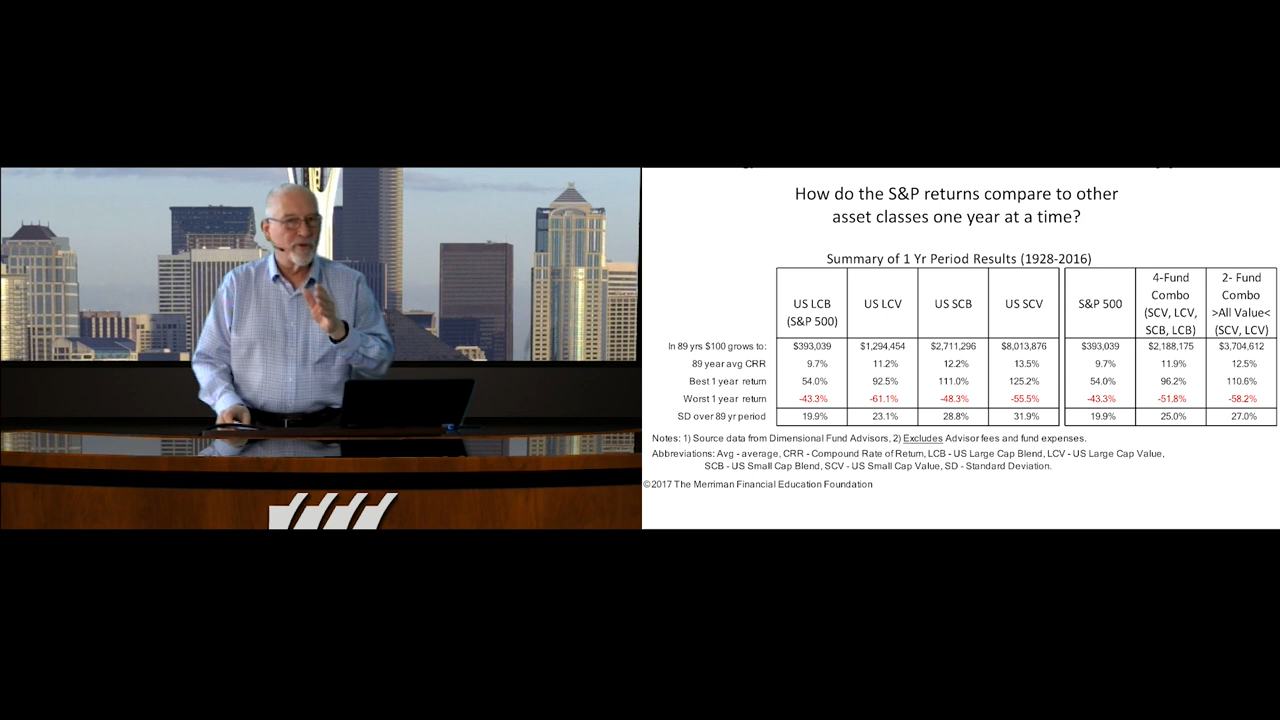 How do the S&P returns compare to other
asset classes one year at a time?
Summary of 1 Yr Period Results (1928-2016)
US LCB (S&P 500) US LCV US SCB US SCV S&P 500 4-Fund Combo (SCV, LCV, SCB, LCB) 2- Fund Combo >All Value< (SCV, LCV)
In 89 yrs $100 grows to: $393,039 $1,294,454 $2,711,296 $8,013,876 $393,039 $2,188,175 $3,704,612
89 year avg CRR 9.7% 11.2% 12.2% 13.5% 9.7% 11.9% 12.5%
Best 1 year return 54.0% 92.5% 111.0% 125.2% 54.0% 96.2% 110.6%
Worst 1 year return -43.3% -61.1% -48.3% -55.5% -43.3% -51.8% -58.2%
SD over 89 yr period 19.9% 23.1% 28.8% 31.9% 19.9% 25.0% 27.0%
Notes: 1) Source data from Dimensional Fund Advisors, 2) Excludes Advisor fees and fund expenses.
Abbreviations: Avg - average, CRR - Compound Rate of Return, LCB - US Large Cap Blend, LCV - US Large Cap Value,
SCB - US Small Cap Blend, SCV - US Small Cap Value, SD - Standard Deviation.
©2017 The Merriman Financial Education Foundation